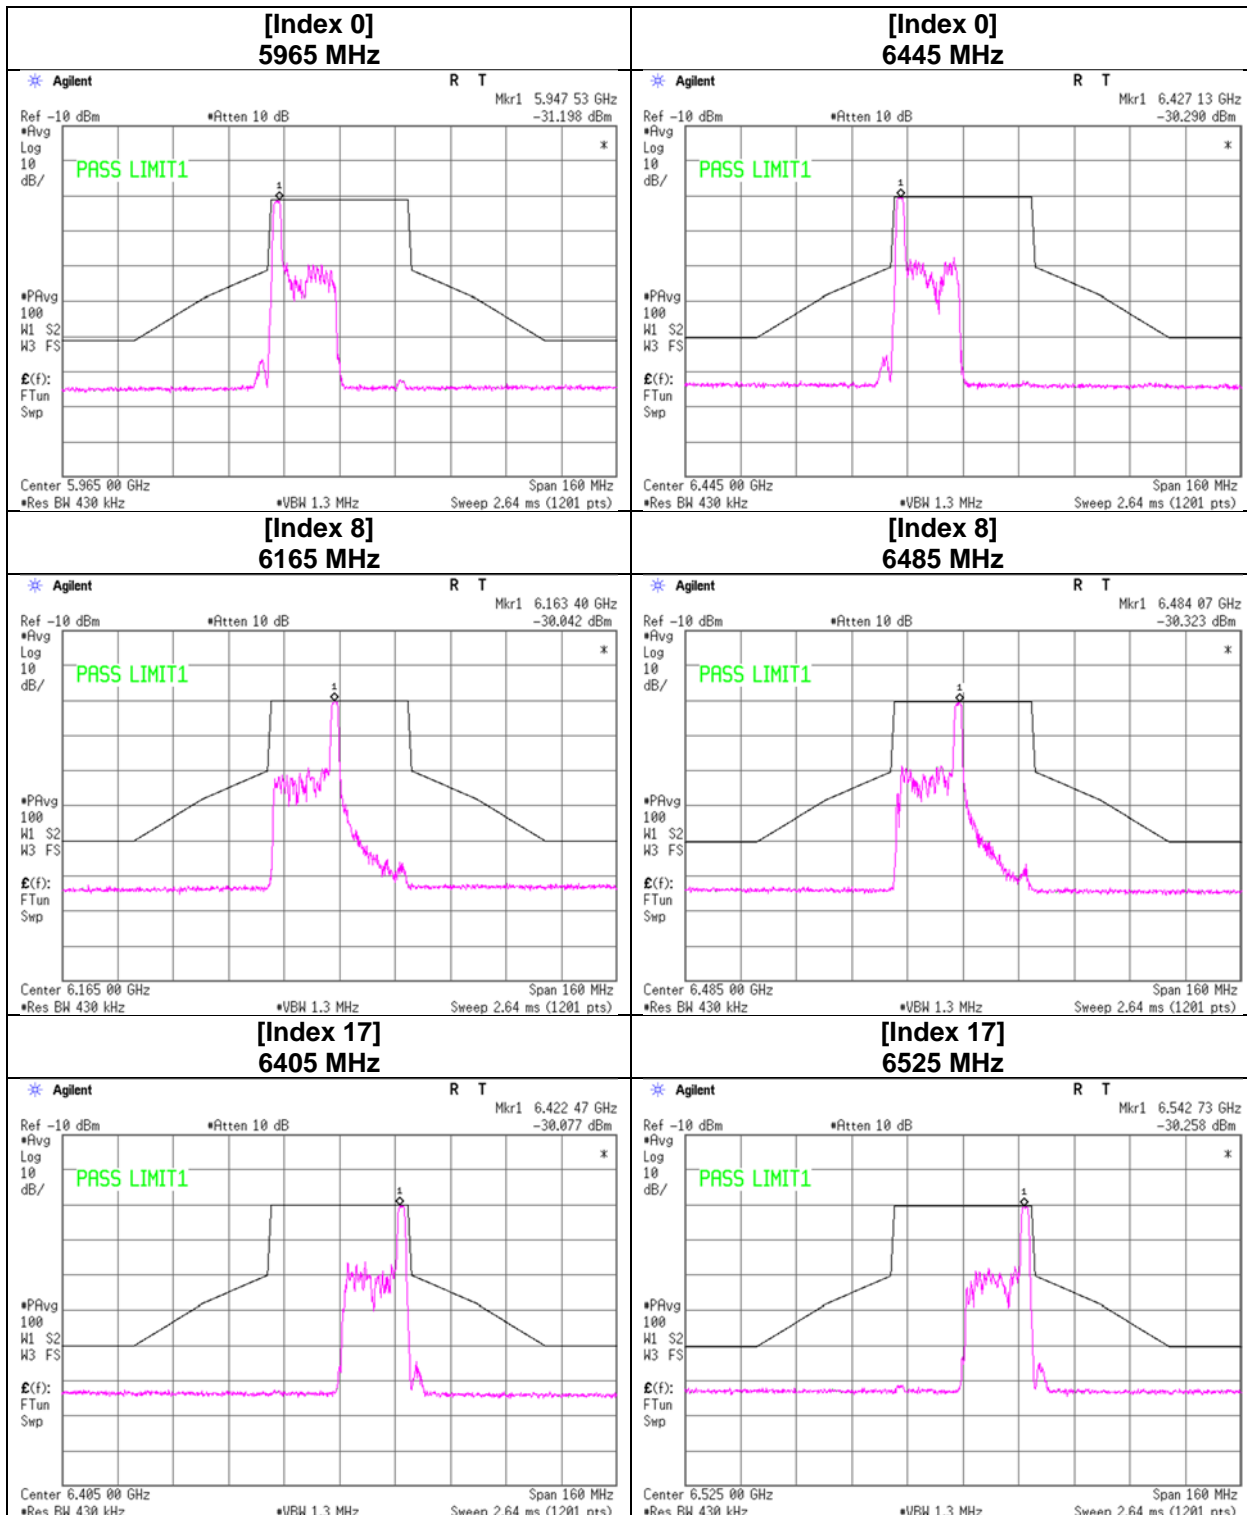 [Index 0]
5965 MHz
[Index 0]
6445 MHz
Agilent
R T
Mkr1 5.947 53 GHz
Ref -10 dBm
*Atten 10 dB
-31.198 dBm
*Avg
Log
10
dB/
PASS LIMIT1
*
1
*PAvg
100
W1 S2
W3 FS
£(f):
FTun
Swp
Center 5.965 00 GHz
Span 160 MHz
*Res BW 430 kHz
*VBW 1.3 MHz
Sweep 2.64 ms (1201 pts)
Agilent
R T
Mkr1 6.427 13 GHz
Ref -10 dBm
*Atten 10 dB
-30.290 dBm
*Avg
Log
10
dB/
PASS LIMIT1
*
1
*PAvg
100
W1 S2
W3 FS
£(f):
FTun
Swp
Center 6.445 00 GHz
Span 160 MHz
*Res BW 430 kHz
*VBW 1.3 MHz
Sweep 2.64 ms (1201 pts)
[Index 8]
6165 MHz
[Index 8]
6485 MHz
Agilent
R T
Mkr1 6.163 40 GHz
Ref -10 dBm
*Atten 10 dB
-30.042 dBm
*Avg
Log
10
dB/
PASS LIMIT1
*
1
*PAvg
100
W1 S2
W3 FS
£(f):
FTun
Swp
Center 6.165 00 GHz
Span 160 MHz
*Res BW 430 kHz
*VBW 1.3 MHz
Sweep 2.64 ms (1201 pts)
Agilent
R T
Mkr1 6.484 07 GHz
Ref -10 dBm
*Atten 10 dB
-30.323 dBm
*Avg
Log
10
dB/
PASS LIMIT1
*
1
*PAvg
100
W1 S2
W3 FS
£(f):
FTun
Swp
Center 6.485 00 GHz
Span 160 MHz
*Res BW 430 kHz
*VBW 1.3 MHz
Sweep 2.64 ms (1201 pts)
[Index 17]
6405 MHz
[Index 17]
6525 MHz
Agilent
R T
Mkr1 6.422 47 GHz
Ref -10 dBm
*Atten 10 dB
-30.077 dBm
*Avg
Log
10
dB/
PASS LIMIT1
*
1
*PAvg
100
W1 S2
W3 FS
£(f):
FTun
Swp
Center 6.405 00 GHz
Span 160 MHz
*Res BW 430 kHz
*VBW 1.3 MHz
Sweep 2.64 ms (1201 pts)
Agilent
R T
Mkr1 6.542 73 GHz
Ref -10 dBm
*Atten 10 dB
-30.258 dBm
*Avg
Log
10
dB/
PASS LIMIT1
*
1
*PAvg
100
W1 S2
W3 FS
£(f):
FTun
Swp
Center 6.525 00 GHz
Span 160 MHz
*Res BW 430 kHz
*VBW 1.3 MHz
Sweep 2.64 ms (1201 pts)